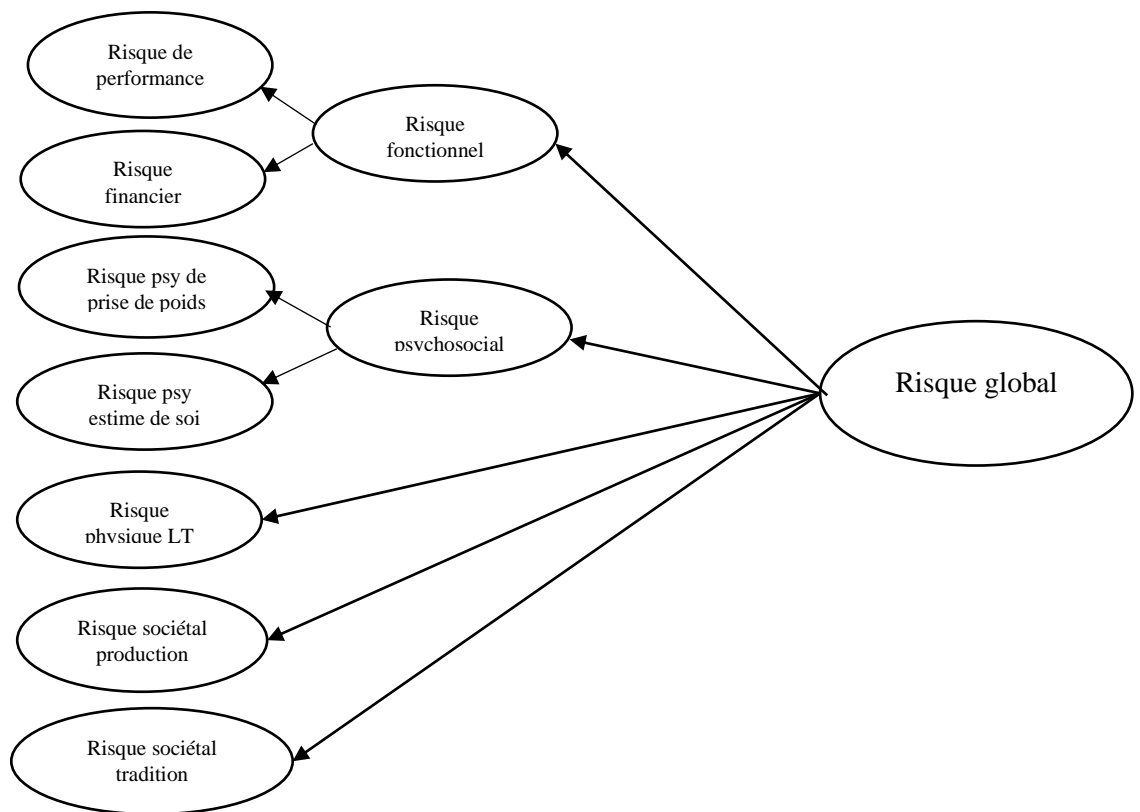 Risque de
performance
Risque
fonctionnel
Risque
financier
Risque psy de
prise de poids
Risque
psychosocial
Risque psy
estime de soi
Risque global
Risque
physique LT
Risque sociétal
production
Risque sociétal
tradition